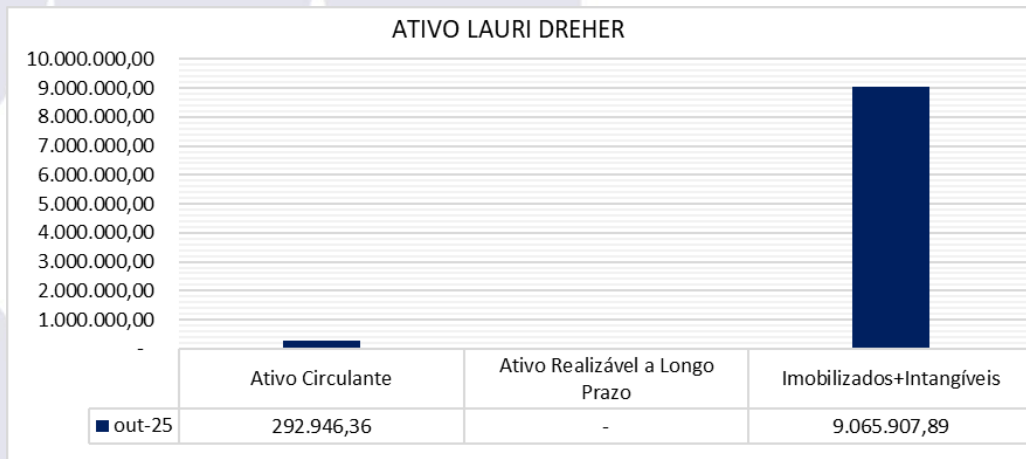 ATIVO LAURI DREHER
10.000.000,00
9.000.000,00
8.000.000,00
7.000.000,00
6.000.000,00
5.000.000,00
4.000.000,00
3.000.000,00
2.000.000,00
1.000.000,00
-
Ativo Circulante
Ativo Realizável a Longo
Prazo
Imobilizados+Intangíveis
out-25 292.946,36 - 9.065.907,89